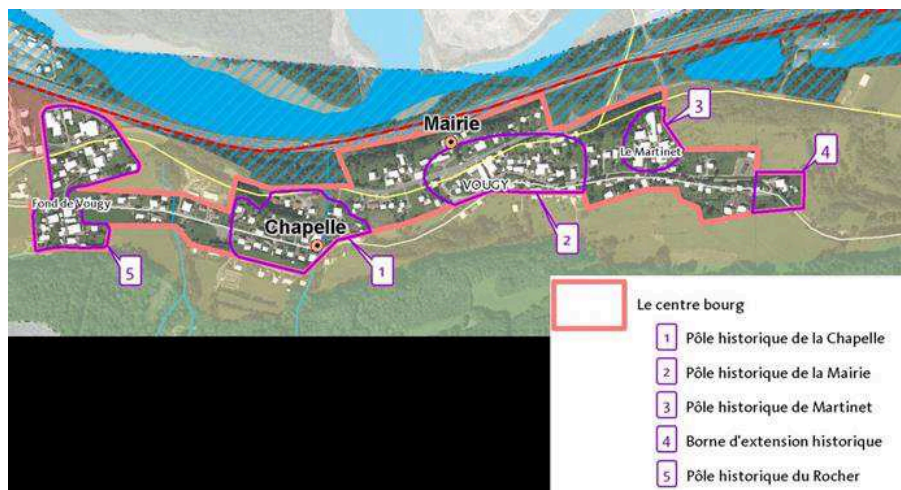 Mairie
3
Le Martinet
4
VOUGY
Fond de Vougy
Chapelle
2
1
5
Le centre bourg
1 Pôle historique de la Chapelle
2 Pôle historique de la Mairie
3 Pôle historique de Martinet
4 Borne d'extension historique
5 Pôle historique du Rocher